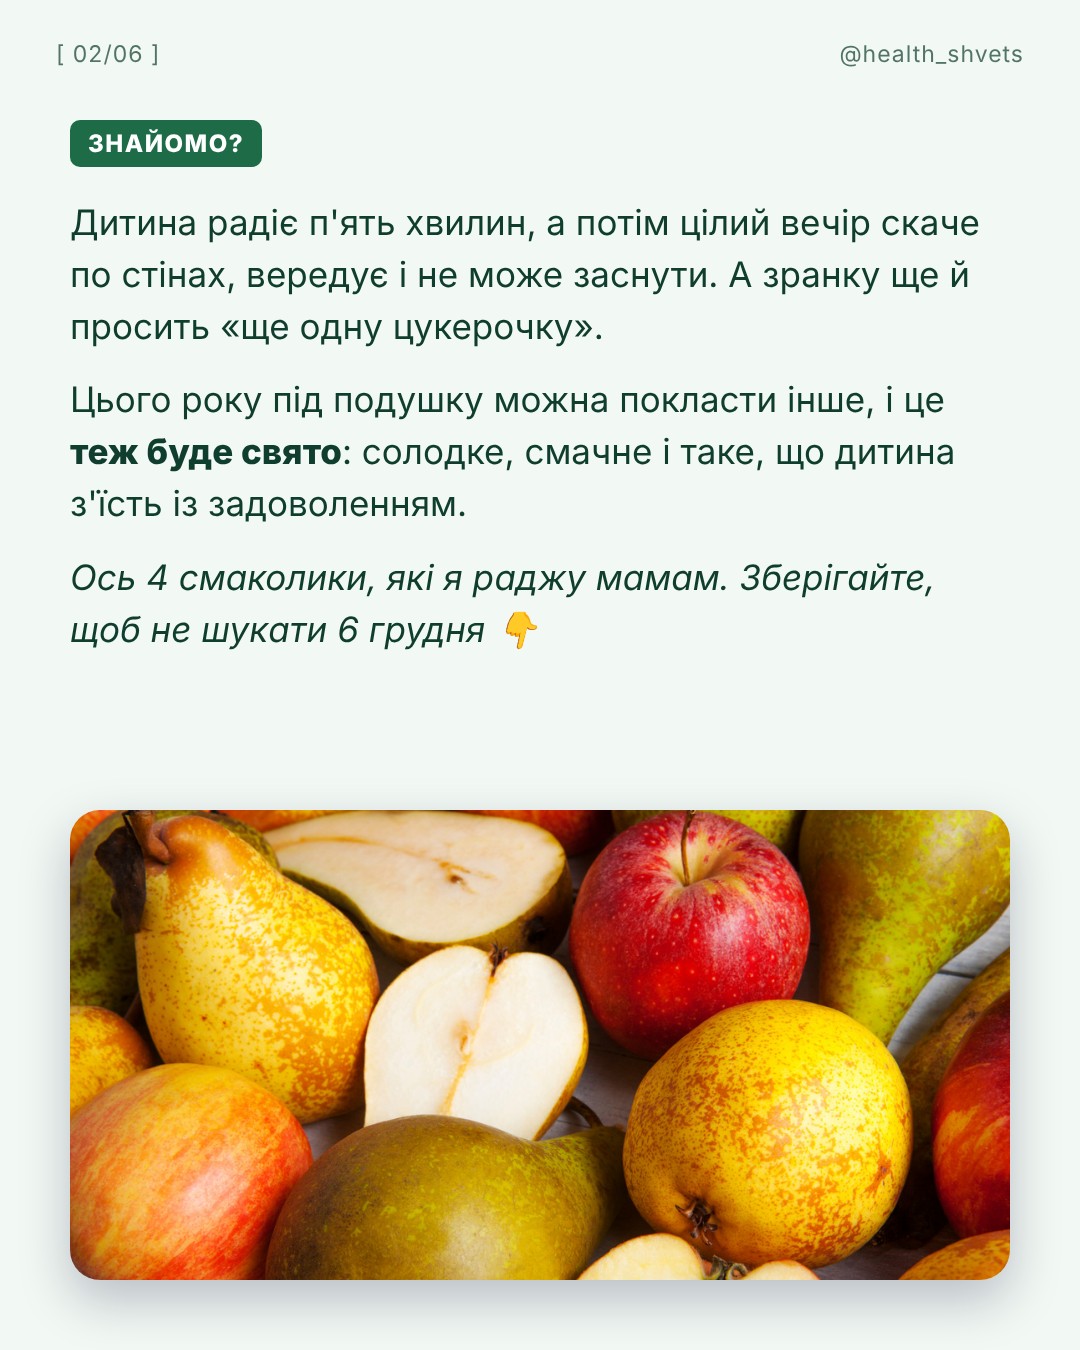 [ 02/06 ]
@health_shvets
ЗНАЙОМО?
Дитина радіє п'ять хвилин, а потім цілий вечір скаче
по стінах, вередує і не може заснути. А зранку ще й
просить «ще одну цукерочку».
Цього року під подушку можна покласти інше, і це
теж буде свято: солодке, смачне і таке, що дитина
з'їсть із задоволенням.
Ось 4 смаколики, які я раджу мамам. Зберігайте,
щоб не шукати 6 грудня 👇